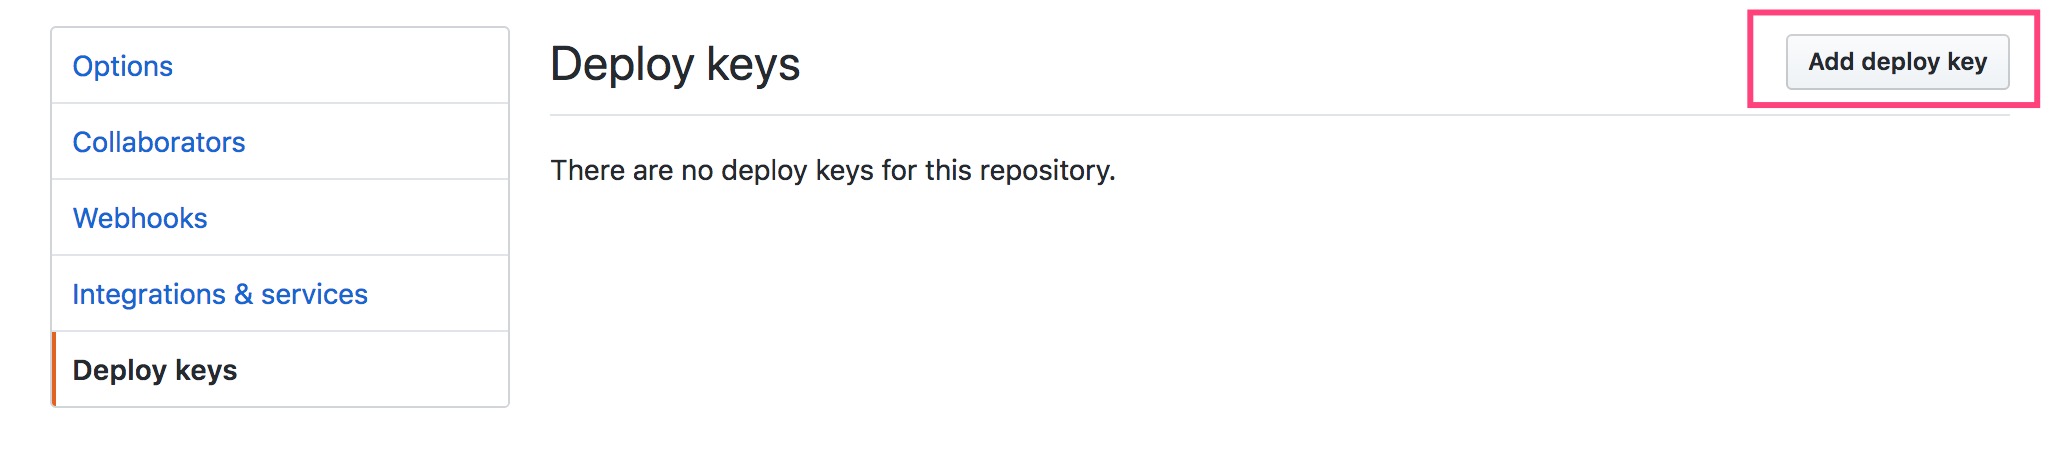 Options
Collaborators
Webhooks
Integrations & services
Deploy keys
Deploy keys
Add deploy key
There are no deploy keys for this repository.